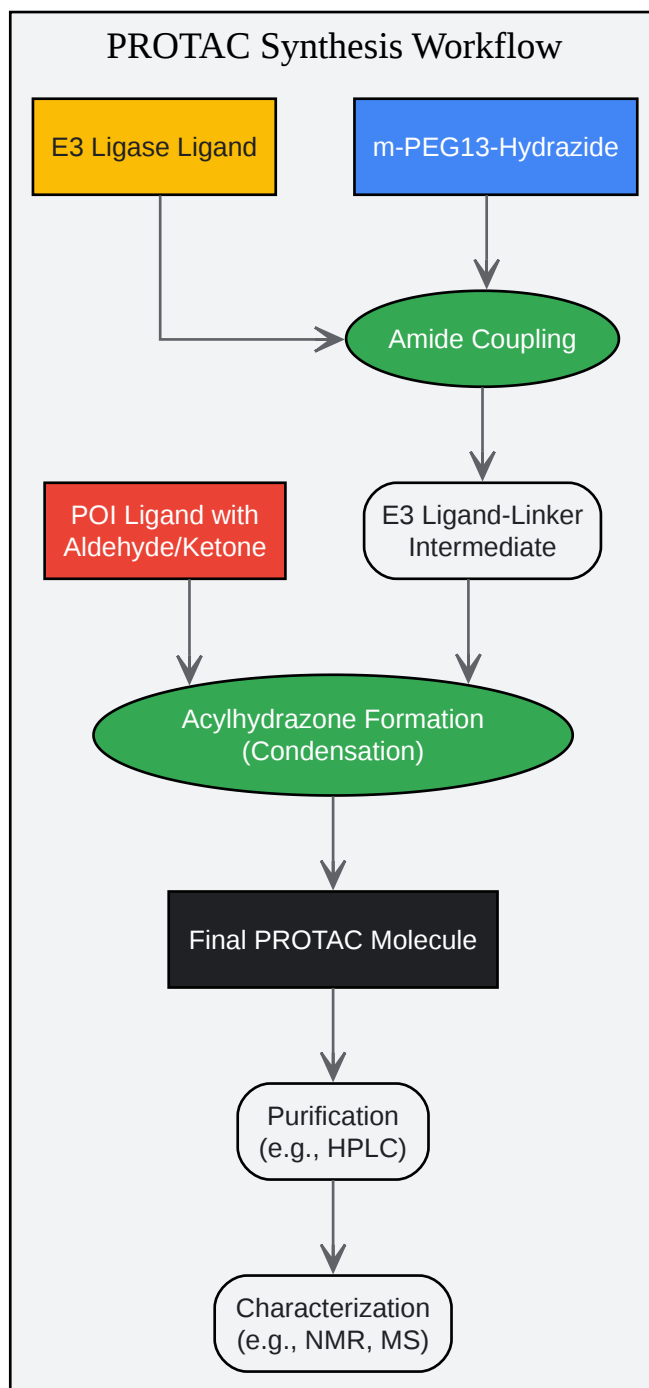 PROTAC Synthesis Workflow
E3 Ligase Ligand
m-PEG13-Hydrazide
Amide Coupling
POI Ligand with
Aldehyde/Ketone
E3 Ligand-Linker
Intermediate
Acylhydrazone Formation
(Condensation)
Final PROTAC Molecule
Purification
(e.g., HPLC)
Characterization
(e.g., NMR, MS)